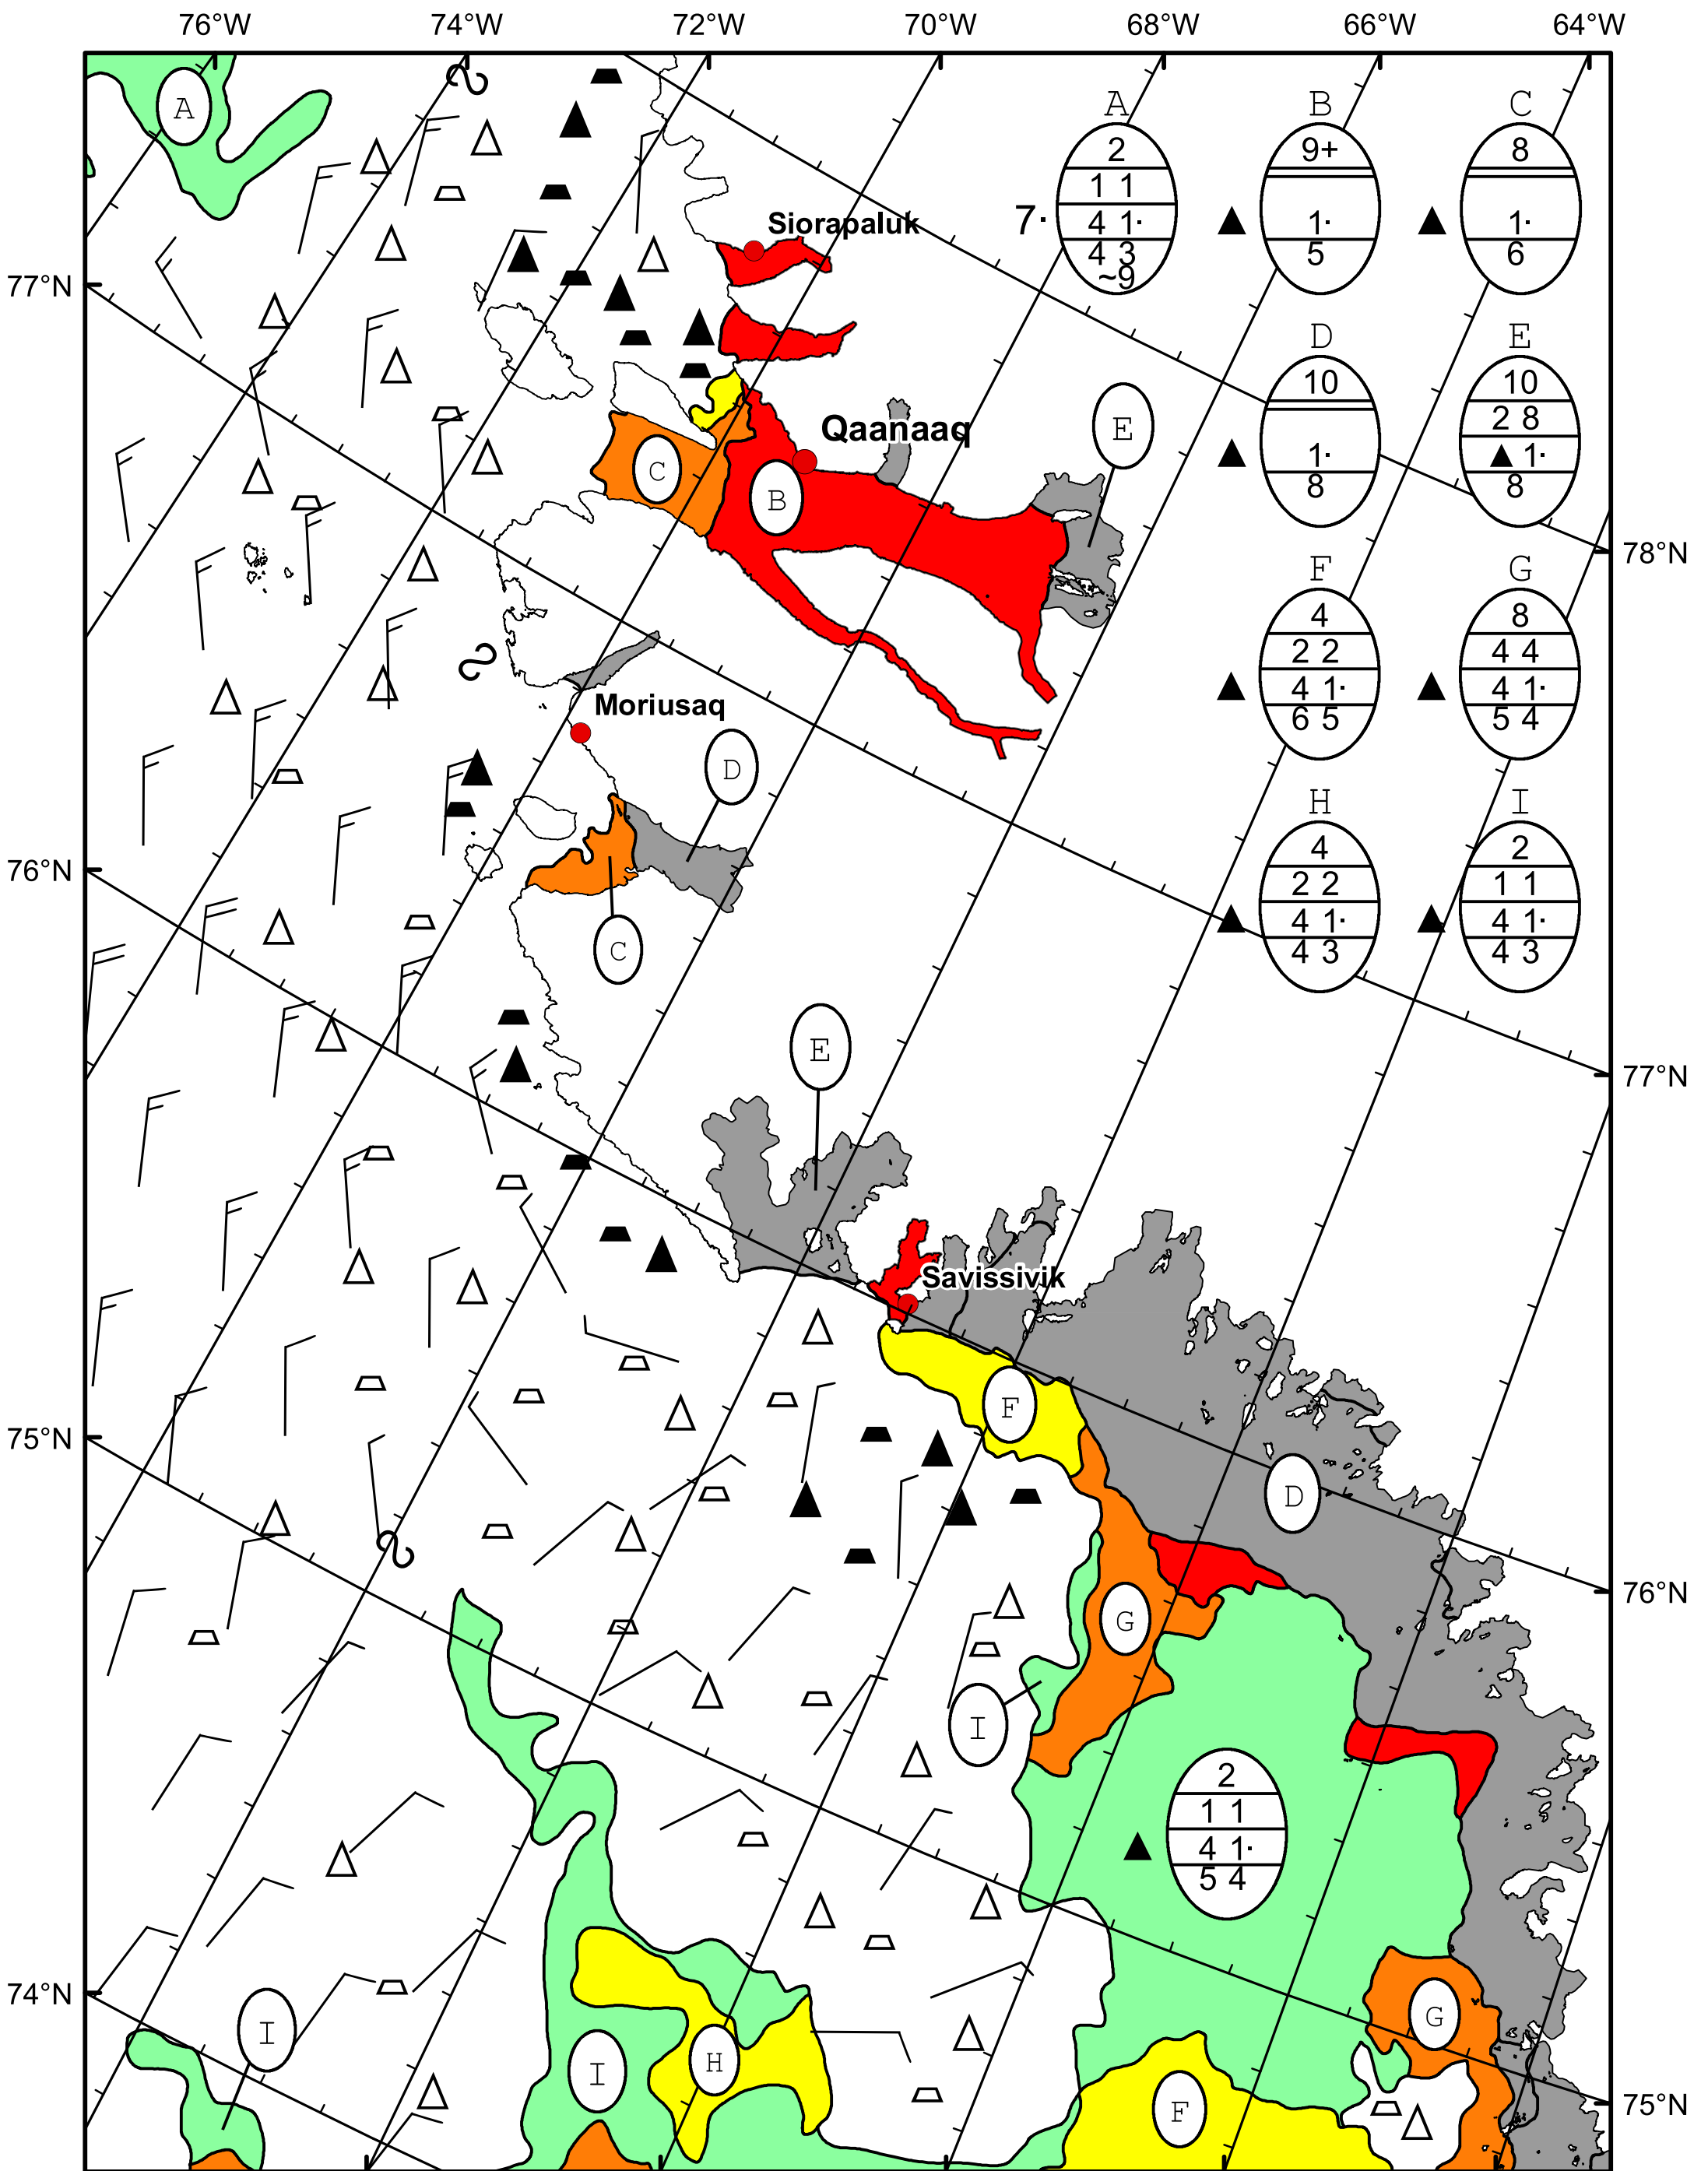 76°W 74°W 72°W 70°W 68°W 66°W 64°W
A
A B C
2 9+ 8
1 1
7· 4 1· 1· 1·
4 3 5 6
~9
Siorapaluk
77°N
D E
10 10
2 8
1· 1·
8 8
E
Qaanaaq
C
B
78°N
F G
4 8
2 2 4 4
4 1· 4 1·
6 5 5 4
Moriusaq
D
H I
4 2
2 2 1 1
4 1· 4 1·
4 3 4 3
76°N
C
E
77°N
Savissivik
F
75°N
D
76°N
G
I
2
1 1
4 1·
5 4
74°N
I
G
H
I
F
75°N